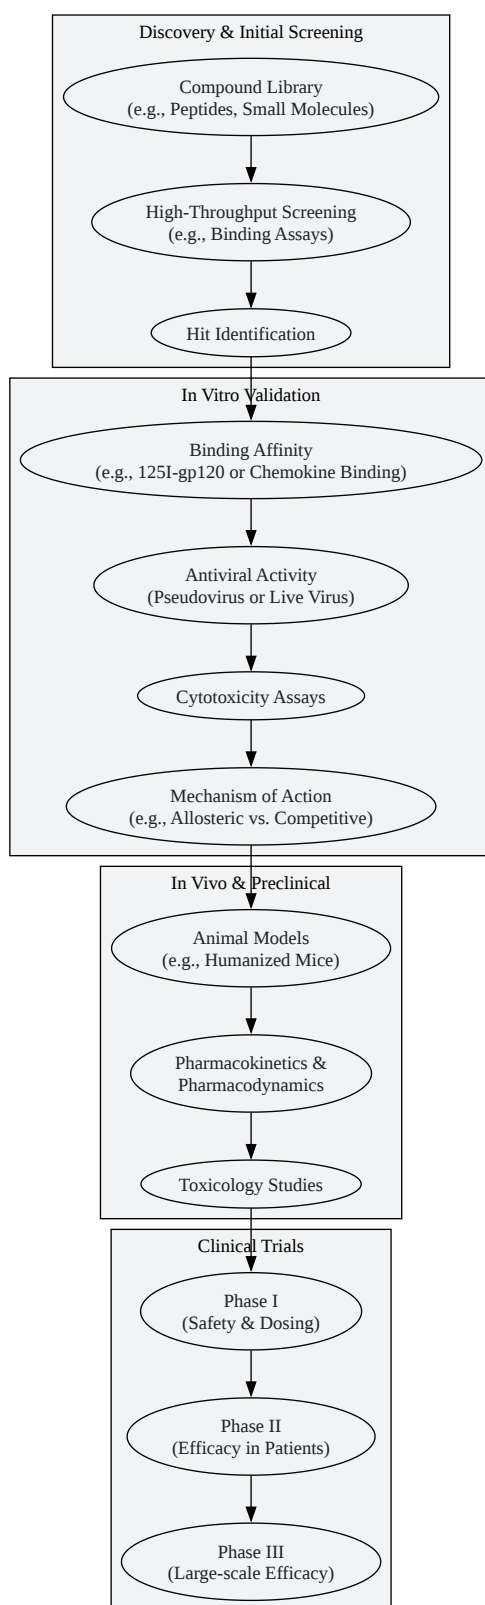 Discovery & Initial Screening
Compound Library
(e.g., Peptides, Small Molecules)
High-Throughput Screening
(e.g., Binding Assays)
Hit Identification
In Vitro Validation
Binding Affinity
(e.g., 125I-gp120 or Chemokine Binding)
Antiviral Activity
(Pseudovirus or Live Virus)
Cytotoxicity Assays
Mechanism of Action
(e.g., Allosteric vs. Competitive)
In Vivo & Preclinical
Animal Models
(e.g., Humanized Mice)
Pharmacokinetics &
Pharmacodynamics
Toxicology Studies
Clinical Trials
Phase I
(Safety & Dosing)
Phase II
(Efficacy in Patients)
Phase III
(Large-scale Efficacy)